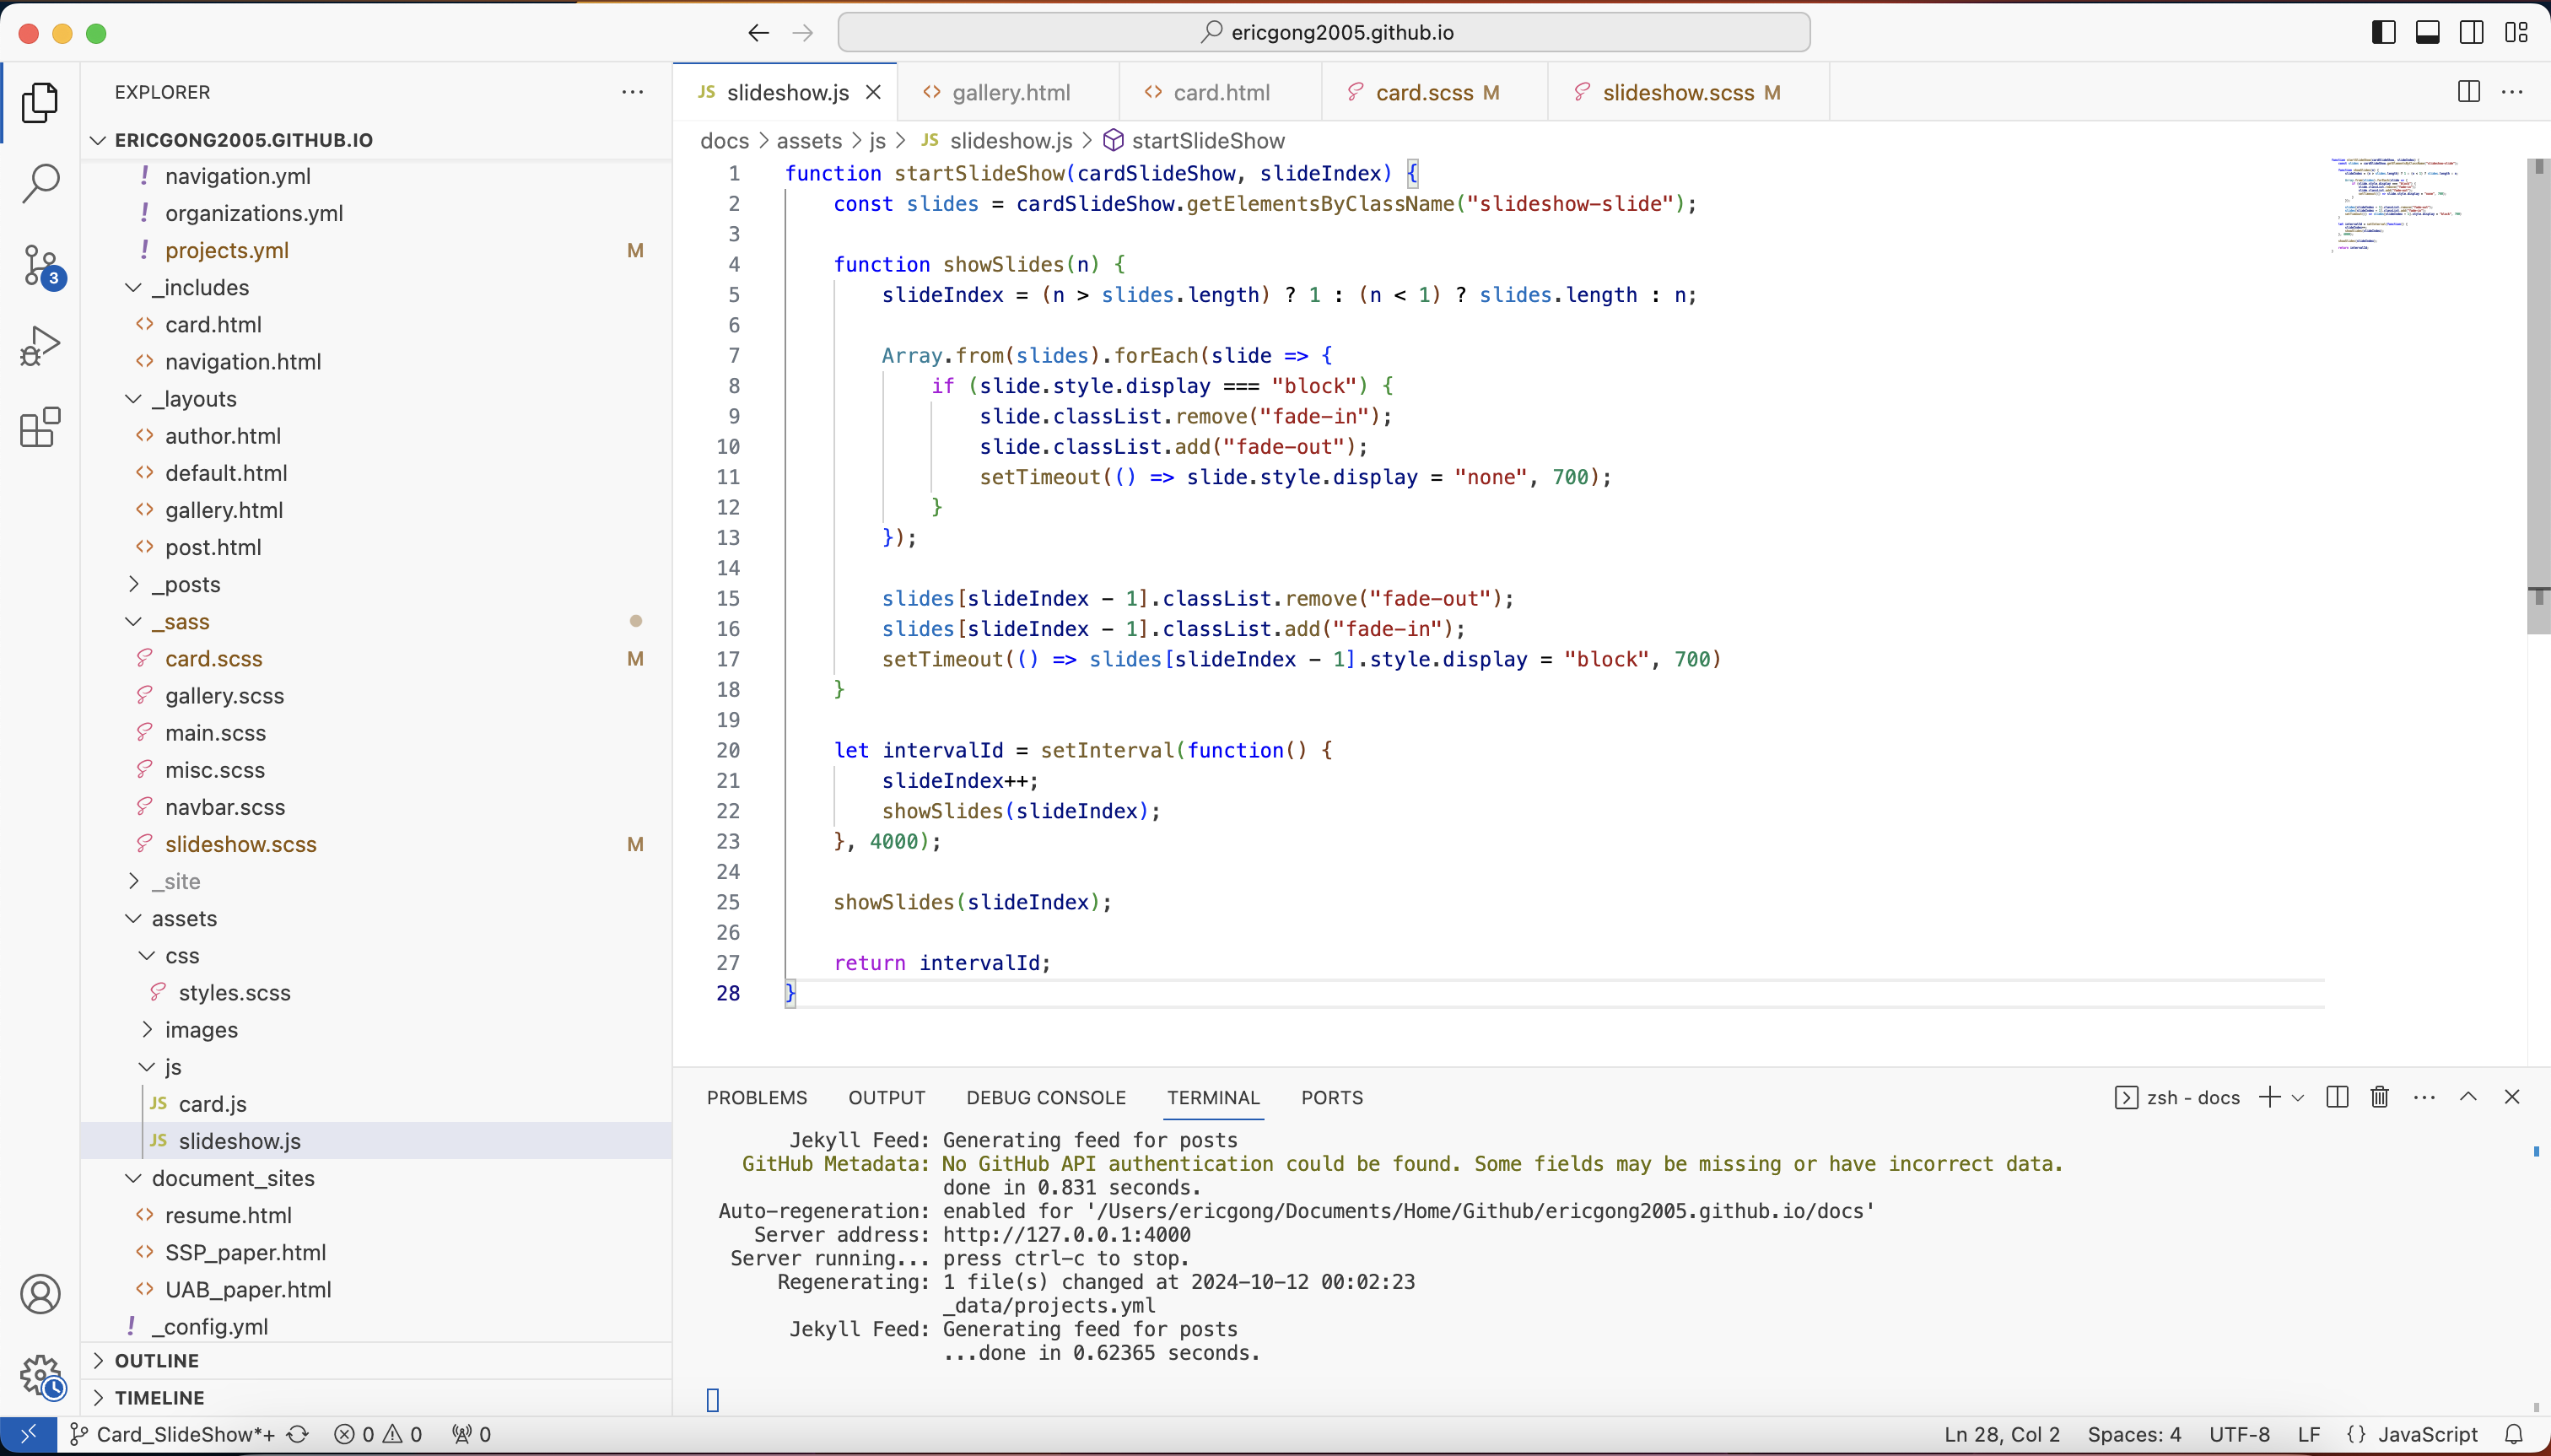 ericgong2005.github.io
EXPLORER
ERICGONG2005.GITHUB.IO
! navigation.yml
! organizations.yml
! projects.yml M
_includes
<> card.html
<> navigation.html
_layouts
<> author.html
<> default.html
<> gallery.html
<> post.html
_posts
_sass
card.scss M
gallery.scss
main.scss
misc.scss
navbar.scss
slideshow.scss M
_site
assets
css
styles.scss
images
js
JS card.js
JS slideshow.js
document_sites
<> resume.html
<> SSP_paper.html
<> UAB_paper.html
! _config.yml
OUTLINE
TIMELINE
3
JS slideshow.js
<> gallery.html
<> card.html
card.scss M
slideshow.scss M
docs > assets > js > JS slideshow.js > startSlideShow
1 function startSlideShow(cardSlideShow, slideIndex) {
2 const slides = cardSlideShow.getElementsByClassName("slideshow-slide");
3
4 function showSlides(n) {
5 slideIndex = (n > slides.length) ? 1 : (n < 1) ? slides.length : n;
6
7 Array.from(slides).forEach(slide => {
8 if (slide.style.display === "block") {
9 slide.classList.remove("fade-in");
10 slide.classList.add("fade-out");
11 setTimeout(() => slide.style.display = "none", 700);
12 }
13 });
14
15 slides[slideIndex - 1].classList.remove("fade-out");
16 slides[slideIndex - 1].classList.add("fade-in");
17 setTimeout(() => slides[slideIndex - 1].style.display = "block", 700)
18 }
19
20 let intervalId = setInterval(function() {
21 slideIndex++;
22 showSlides(slideIndex);
23 }, 4000);
24
25 showSlides(slideIndex);
26
27 return intervalId;
28 }
PROBLEMS OUTPUT DEBUG CONSOLE TERMINAL PORTS
zsh - docs
Jekyll Feed: Generating feed for posts
GitHub Metadata: No GitHub API authentication could be found. Some fields may be missing or have incorrect data.
done in 0.831 seconds.
Auto-regeneration: enabled for '/Users/ericgong/Documents/Home/Github/ericgong2005.github.io/docs'
Server address: http://127.0.0.1:4000
Server running... press ctrl-c to stop.
Regenerating: 1 file(s) changed at 2024-10-12 00:02:23
_data/projects.yml
Jekyll Feed: Generating feed for posts
...done in 0.62365 seconds.
Card_SlideShow*+ 0 0 0
Ln 28, Col 2 Spaces: 4 UTF-8 LF {} JavaScript